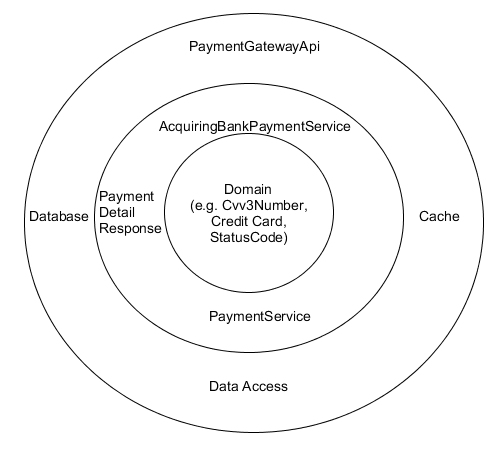 PaymentGatewayApi
AcquiringBankPaymentService
Domain
(e.g. Cvv3Number,
Credit Card,
StatusCode)
Payment
Detail
Response
Database
Cache
PaymentService
Data Access